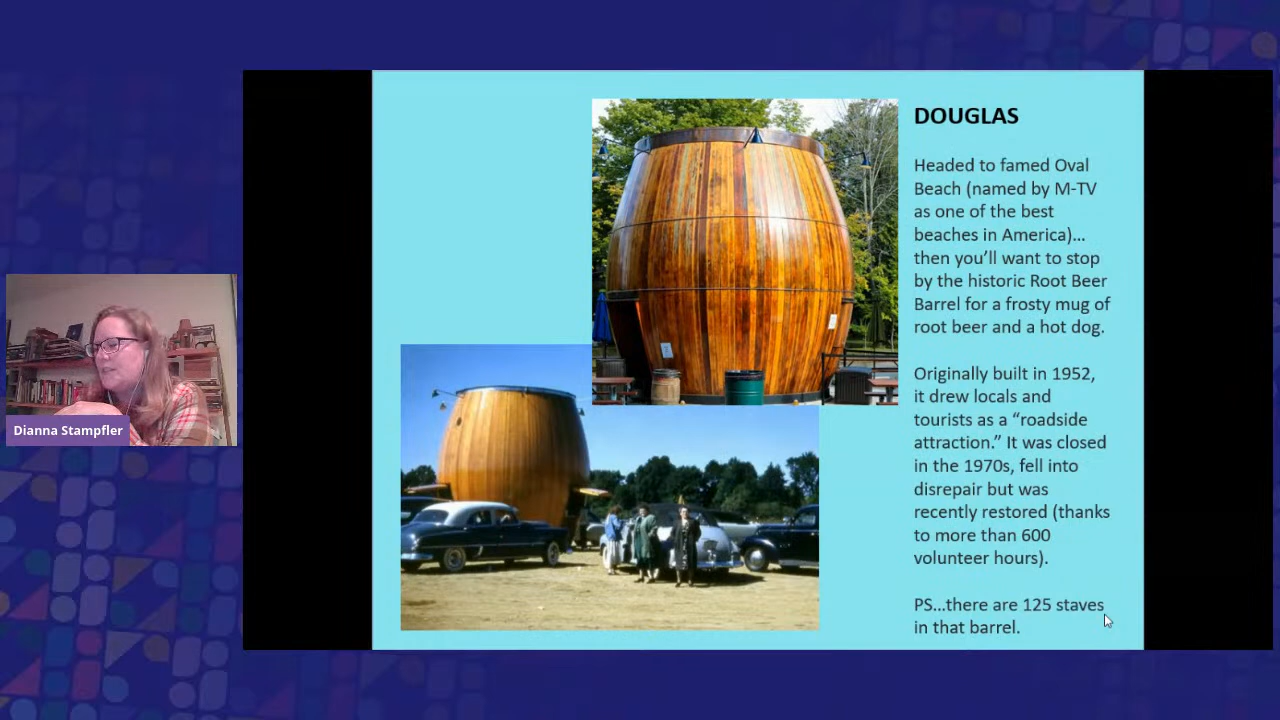 DOUGLAS
Headed to famed Oval
Beach (named by M-TV
as one of the best
beaches in America)...
then you'll want to stop
by the historic Root Beer
Barrel for a frosty mug of
root beer and a hot dog.
Originally built in 1952,
it drew locals and
tourists as a “roadside
attraction.” It was closed
in the 1970s, fell into
disrepair but was
recently restored (thanks
to more than 600
volunteer hours).
PS...there are 125 staves
in that barrel.
Dianna Stampfler